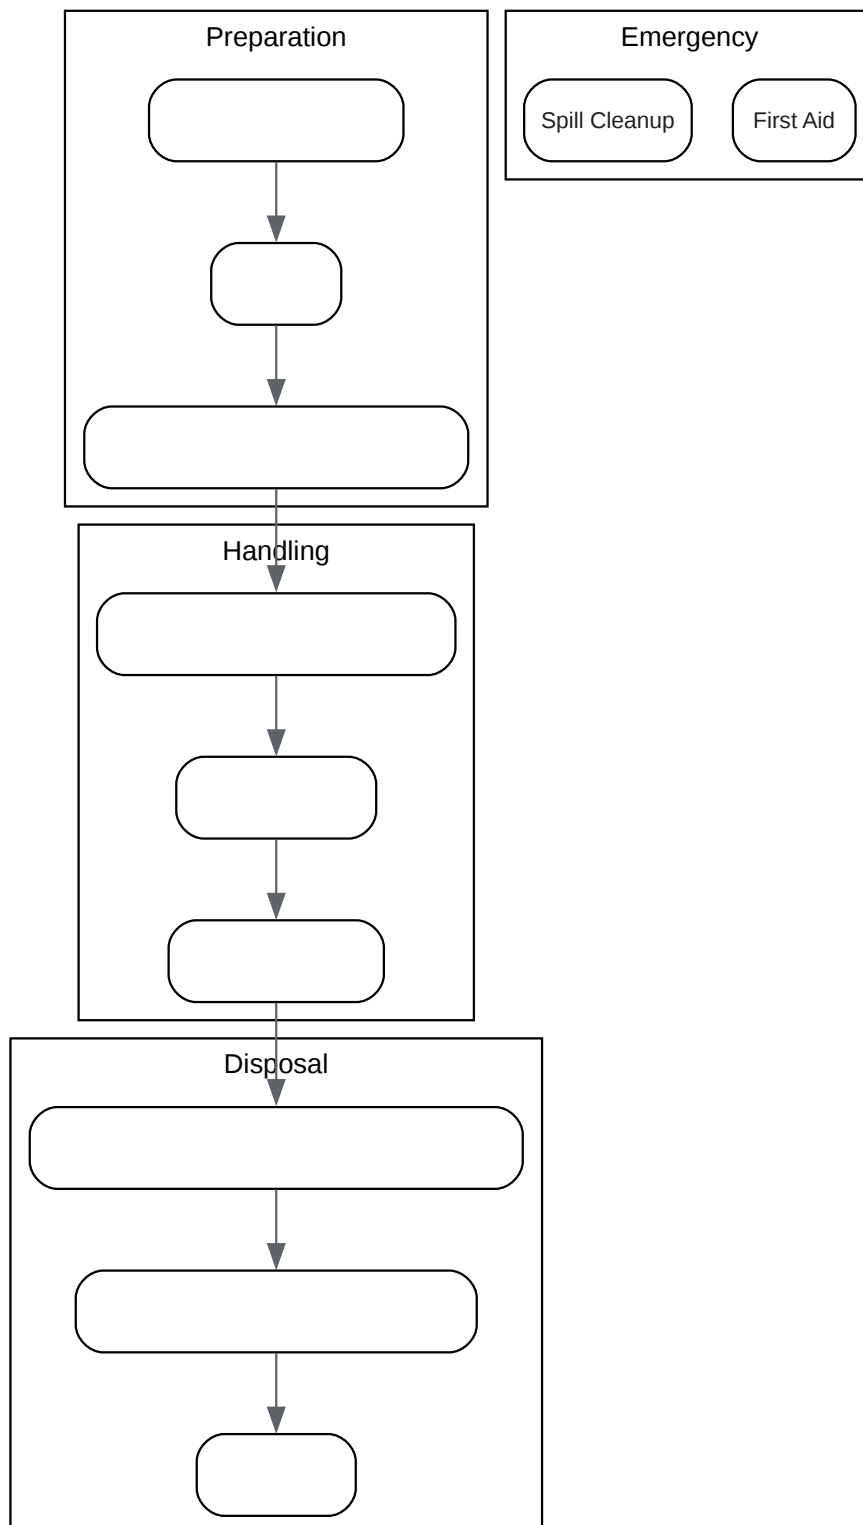 Preparation
Emergency
Spill Cleanup
First Aid
Handling
Disposal